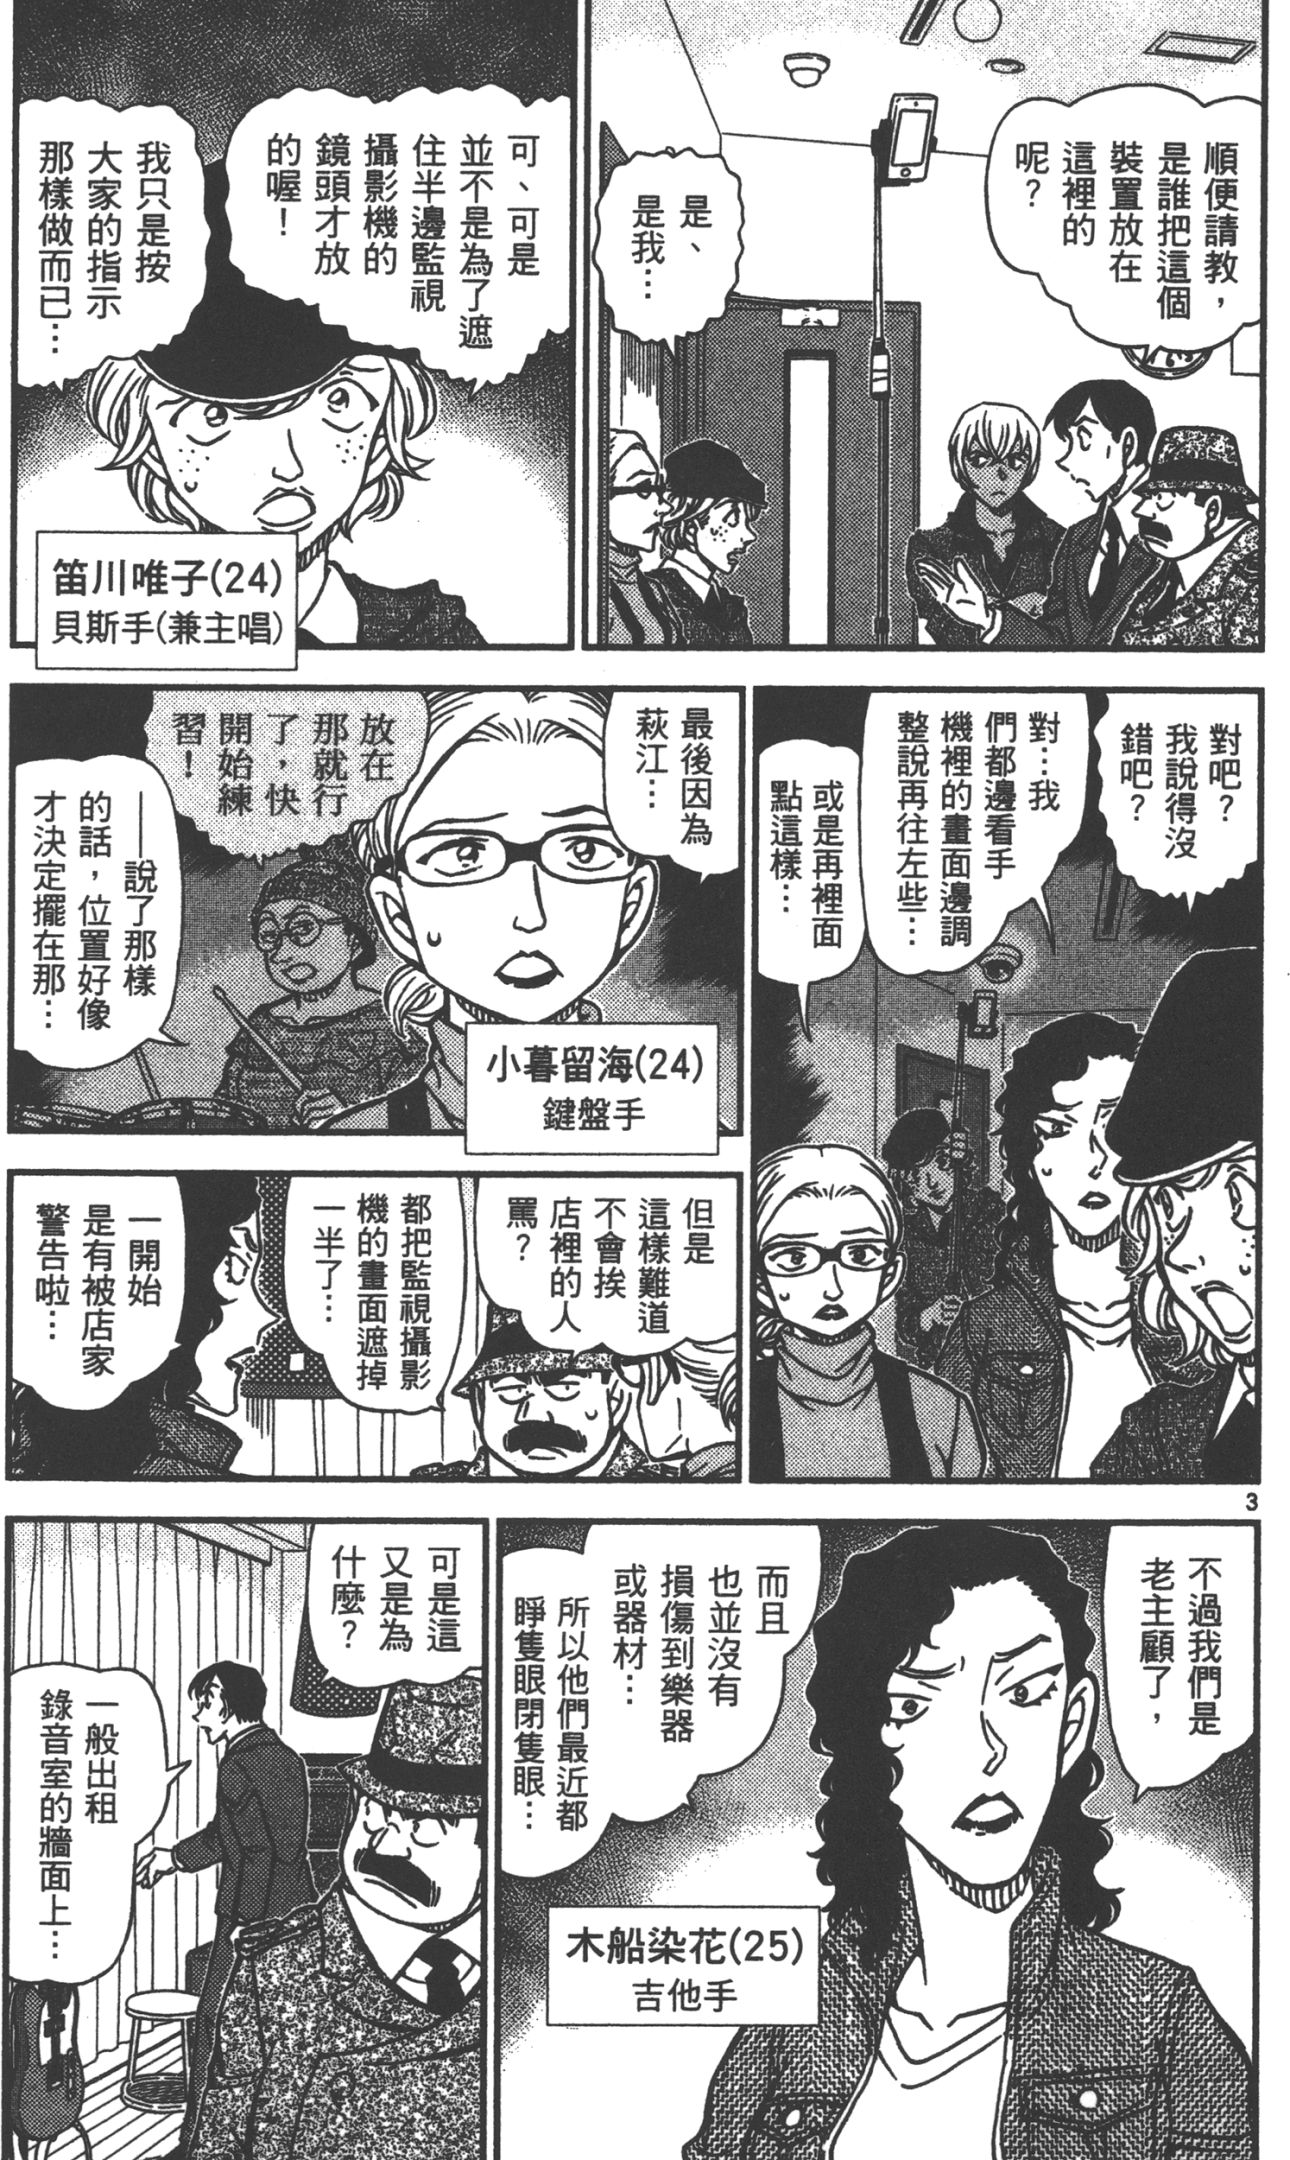 順便請教，
是誰把這個
裝置放在
這裡的
呢？
是、
是我…
可、可是
並不是為了遮
住半邊監視
攝影機的
鏡頭才放
的喔！
我只是按
大家的指示
那樣做而已…
笛川唯子(24)
貝斯手(兼主唱)
對吧？
我說得沒
錯吧？
對…我
們都邊看手
機裡的畫面邊調
整說再往左些…
或是再裡面
點這樣…
最後因為
萩江…
放在
那就行
了，快
開始練
習！
——說了那樣
的話，位置好像
才決定擺在那…
小暮留海(24)
鍵盤手
但是
這樣難道
不會挨
店裡的人
罵？
都把監視攝影
機的畫面遮掉
一半了…
一開始
是有被店家
警告啦…
3
不過我們是
老主顧了，
而且
也並沒有
損傷到樂器
或器材…
所以他們最近都
睜隻眼閉隻眼…
木船染花(25)
吉他手
可是這
又是為
什麼？
一般出租
錄音室的牆面上…